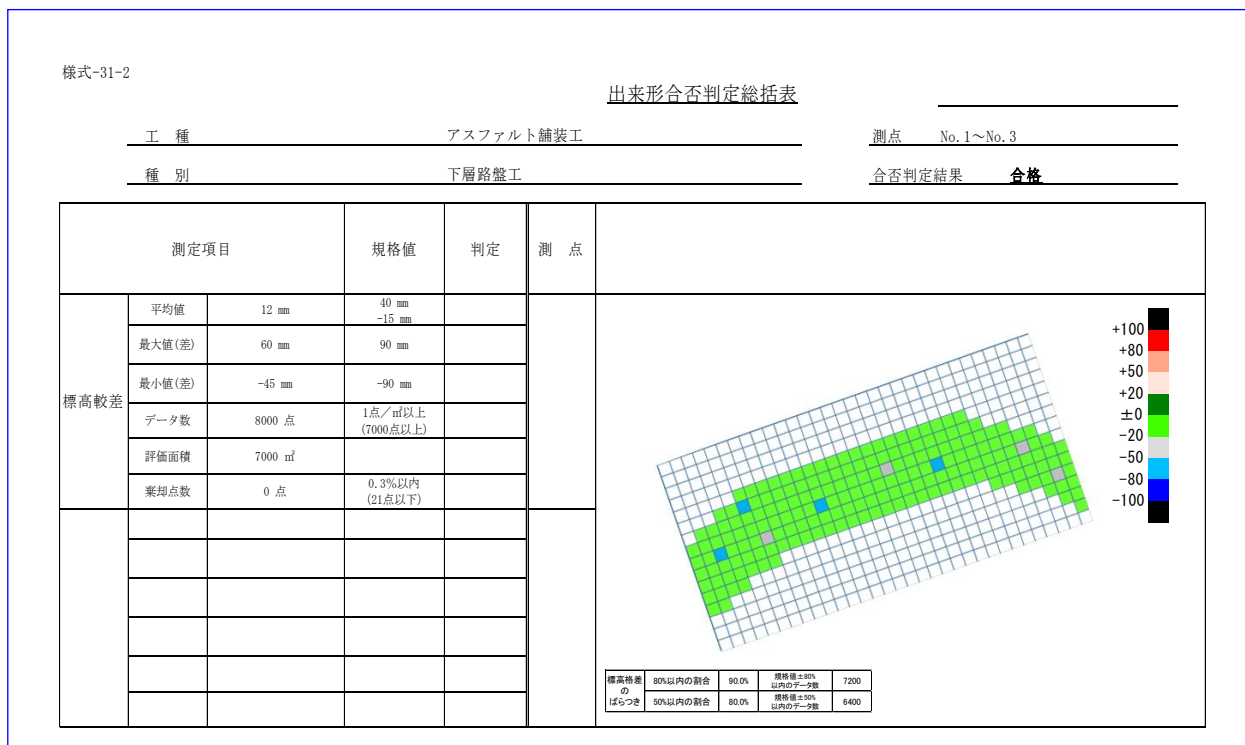 様式-31-2
出来形合否判定総括表
工 種 アスファルト舗装工 測点 No.1～No.3
種 別 下層路盤工 合否判定結果 合格
測定項目 規格値 判定 測 点
標高較差
平均値 12 ㎜ 40 ㎜
-15 ㎜
最大値(差) 60 ㎜ 90 ㎜
最小値(差) -45 ㎜ -90 ㎜
データ数 8000 点 1点／㎡以上
(7000点以上)
評価面積 7000 ㎡
棄却点数 0 点 0.3%以内
(21点以下)
+100
+80
+50
+20
±0
-20
-50
-80
-100
標高格差
の
ばらつき
80%以内の割合 90.0% 規格値±80%
以内のデータ数 7200
50%以内の割合 80.0% 規格値±50%
以内のデータ数 6400